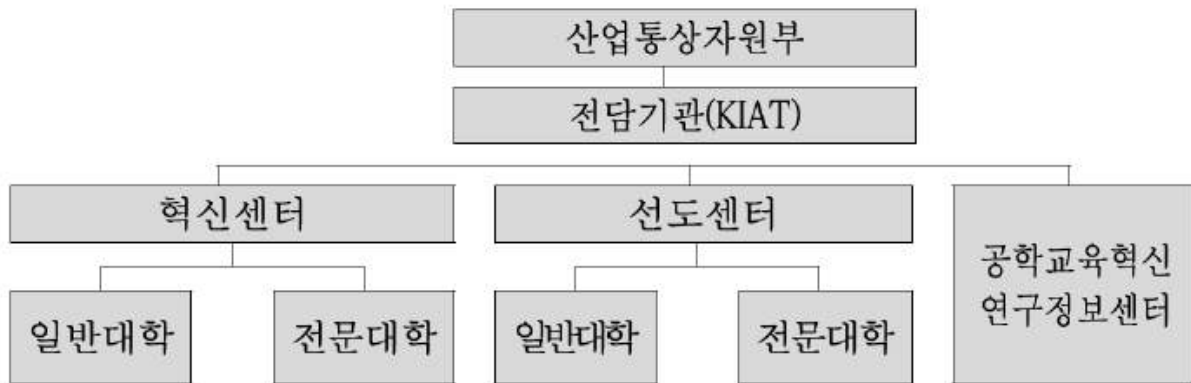 산업통상자원부
전담기관(KIAT)
혁신센터
선도센터
공학교육혁신
연구정보센터
일반대학
전문대학
일반대학
전문대학